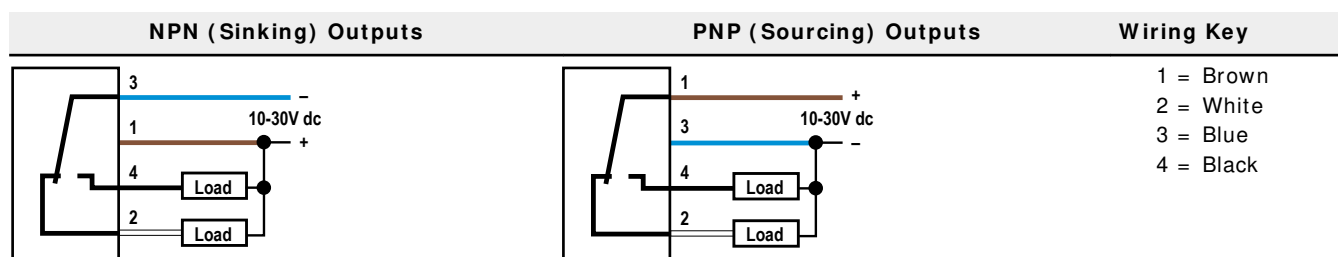 NPN (Sinking) Outputs
PNP (Sourcing) Outputs
Wiring Key
3
–
10-30V dc
1
+
4
Load
2
Load
1
+
10-30V dc
3
–
4
Load
2
Load
1 = Brown
2 = White
3 = Blue
4 = Black